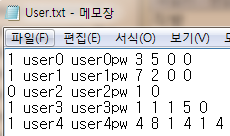 User.txt - 메모장
파일(F) 편집(E) 서식(O) 보기(V)
1 user0 user0pw 3 5 0 0
1 user1 user1pw 7 2 0 0
0 user2 user2pw 1 0
1 user3 user3pw 1 1 1 5 0
1 user4 user4pw 4 8 1 4 1 4